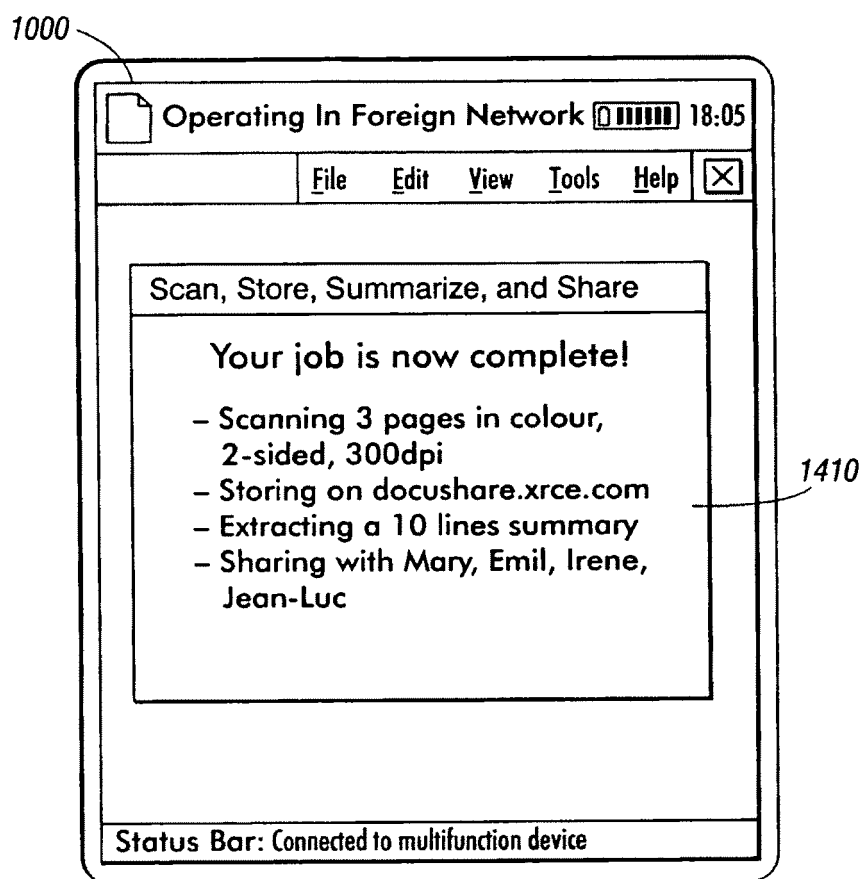 1000
Operating In Foreign Network 18:05
File Edit View Tools Help
Scan, Store, Summarize, and Share
Your job is now complete!
– Scanning 3 pages in colour,
2-sided, 300dpi
– Storing on docushare.xrce.com
1410
– Extracting a 10 lines summary
– Sharing with Mary, Emil, Irene,
Jean-Luc
Status Bar: Connected to multifunction device